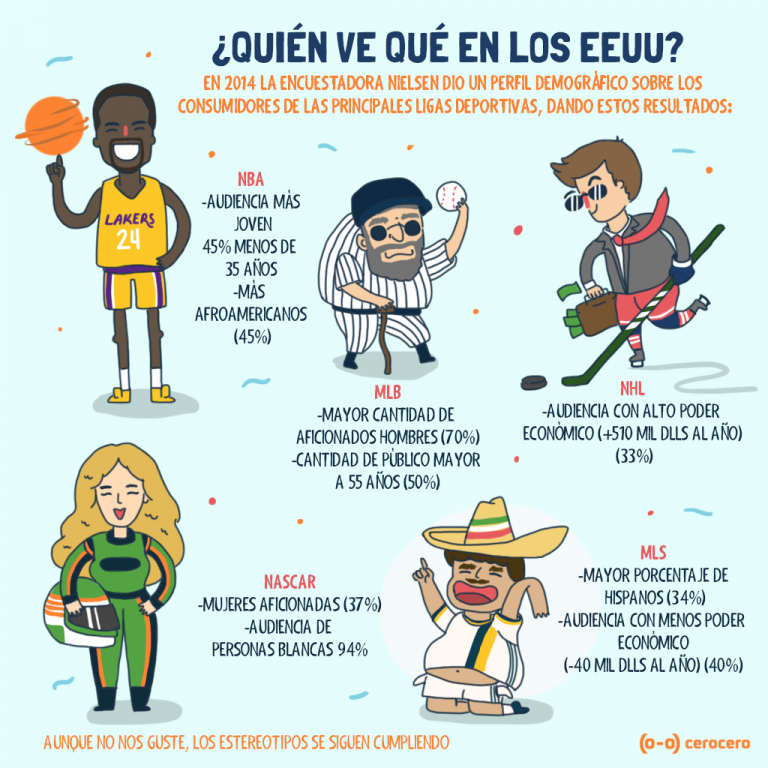 ¿QUIÉN VE QUÉ EN LOS EEUU?
EN 2014 LA ENCUESTADORA NIELSEN DIO UN PERFIL DEMOGRÁFICO SOBRE LOS
CONSUMIDORES DE LAS PRINCIPALES LIGAS DEPORTIVAS, DANDO ESTOS RESULTADOS:
LAKERS
24
NBA
-AUDIENCIA MÀS
JOVEN
45% MENOS DE
35 AÑOS
-MÀS
AFROAMERICANOS
(45%)
MLB
-MAYOR CANTIDAD DE
AFICIONADOS HOMBRES (70%)
-CANTIDAD DE PÙBLICO MAYOR
A 55 AÑOS (50%)
NHL
-AUDIENCIA CON ALTO PODER
ECONÒMICO (+510 MIL DLLS AL AÑO)
(33%)
NASCAR
-MUJERES AFICIONADAS (37%)
-AUDIENCIA DE
PERSONAS BLANCAS 94%
MLS
-MAYOR PORCENTAJE DE
HISPANOS (34%)
-AUDIENCIA CON MENOS PODER
ECONÒMICO
(-40 MIL DLLS AL AÑO) (40%)
AUNQUE NO NOS GUSTE, LOS ESTEREOTIPOS SE SIGUEN CUMPLIENDO
(o-o) cerocero